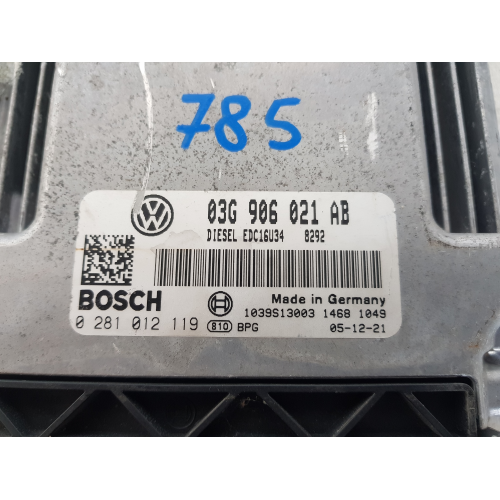 785
03G 906 021 AB
DIESEL EDC16U34 8292
BOSCH
Made in Germany
1039S13003 1468 1049
0 281 012 119 810 BPG 05-12-21